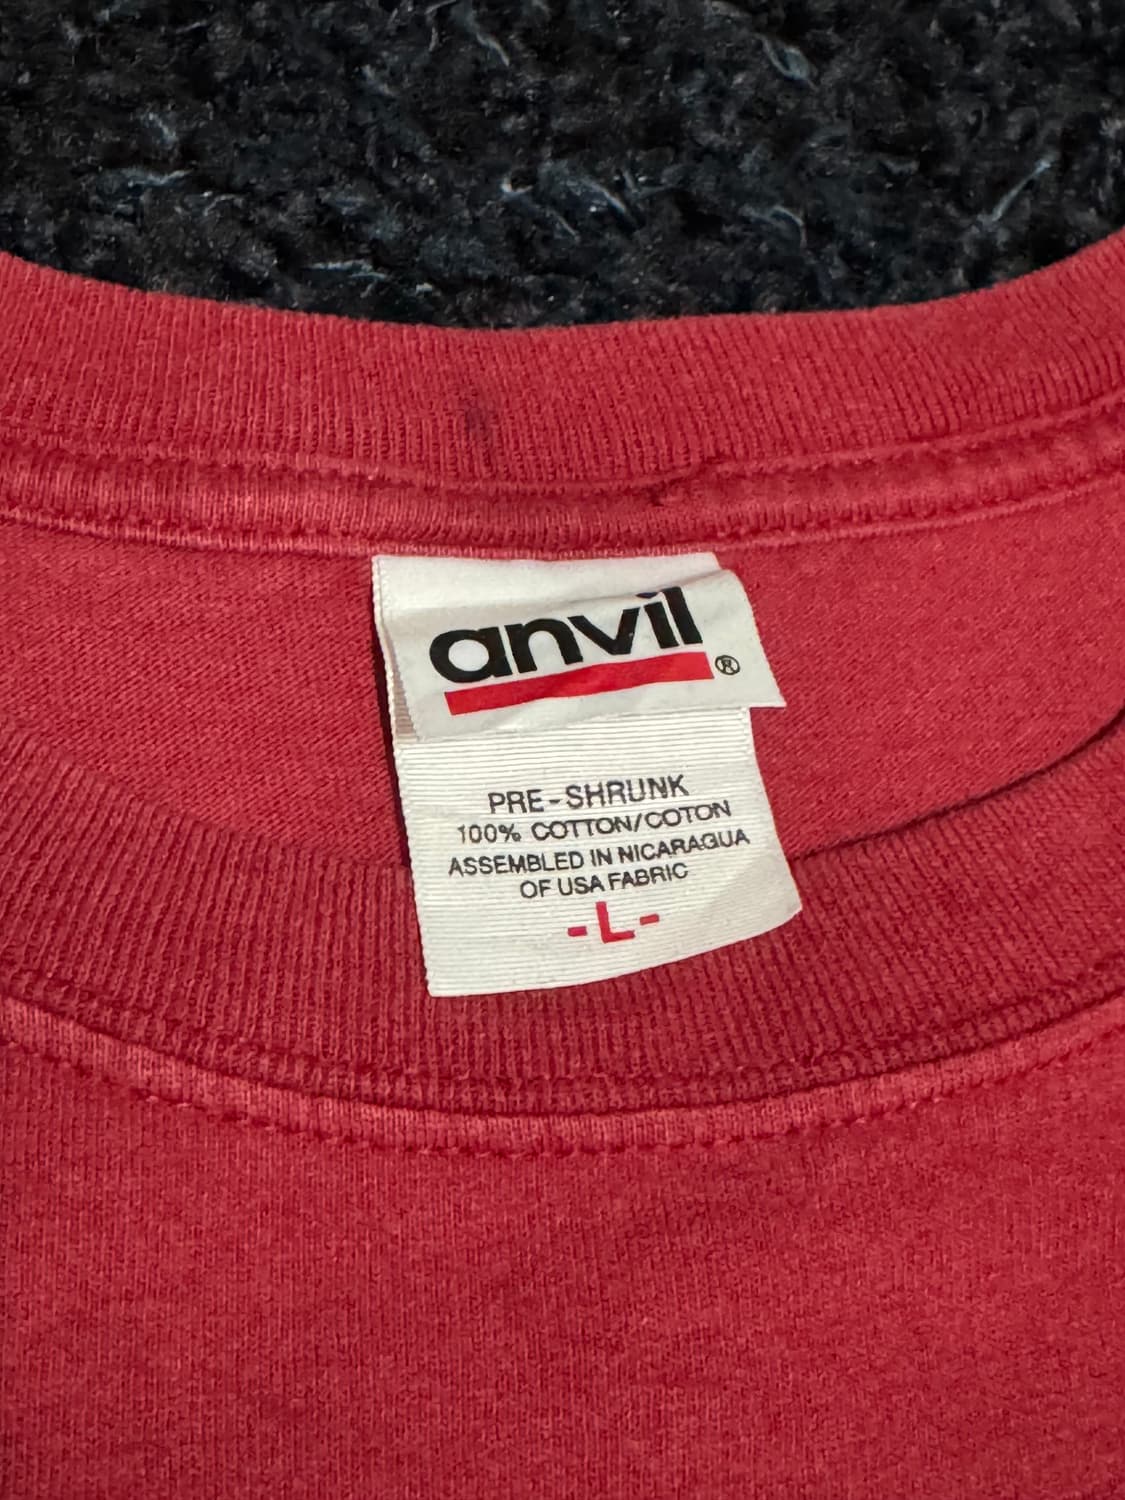 anvil®
PRE-SHRUNK
100% COTTON/COTON
ASSEMBLED IN NICARAGUA
OF USA FABRIC
-L-